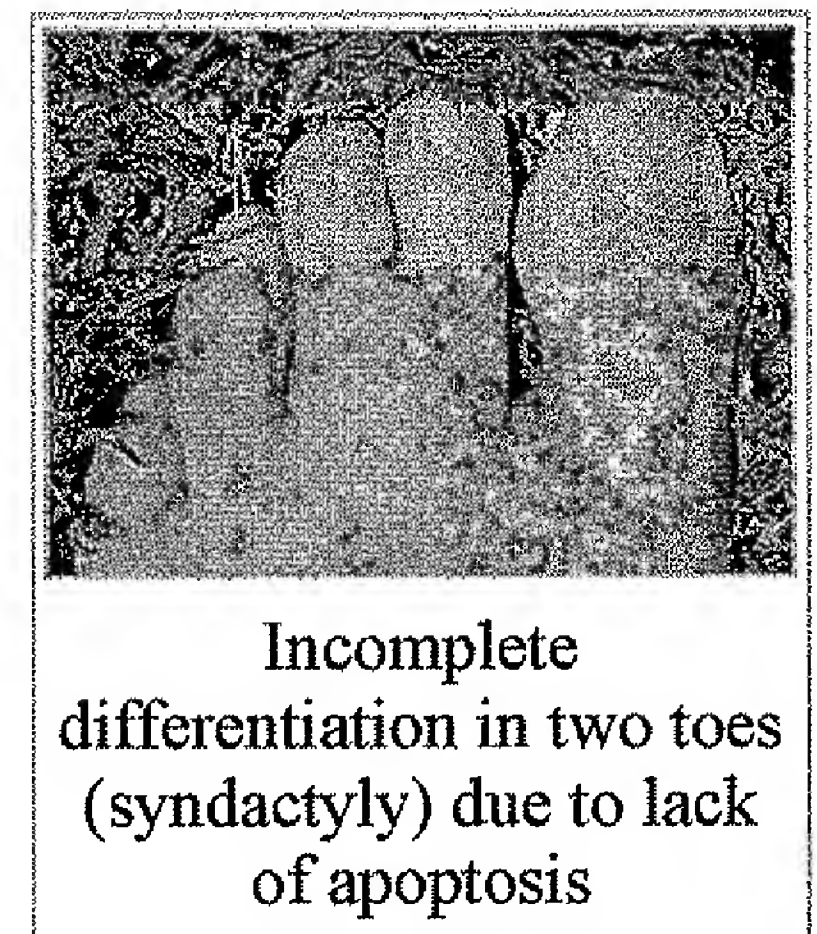 Incomplete
differentiation in two toes
(syndactyly) due to lack
of apoptosis